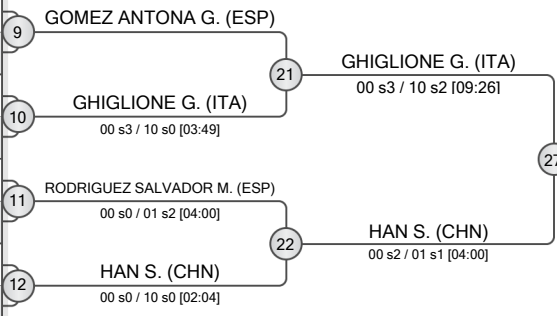 GOMEZ ANTONA G. (ESP)
9
21
GHIGLIONE G. (ITA)
00 s3 / 10 s2 [09:26]
GHIGLIONE G. (ITA)
10
00 s3 / 10 s0 [03:49]
27
RODRIGUEZ SALVADOR M. (ESP)
11
00 s0 / 01 s2 [04:00]
22
HAN S. (CHN)
00 s2 / 01 s1 [04:00]
HAN S. (CHN)
12
00 s0 / 10 s0 [02:04]